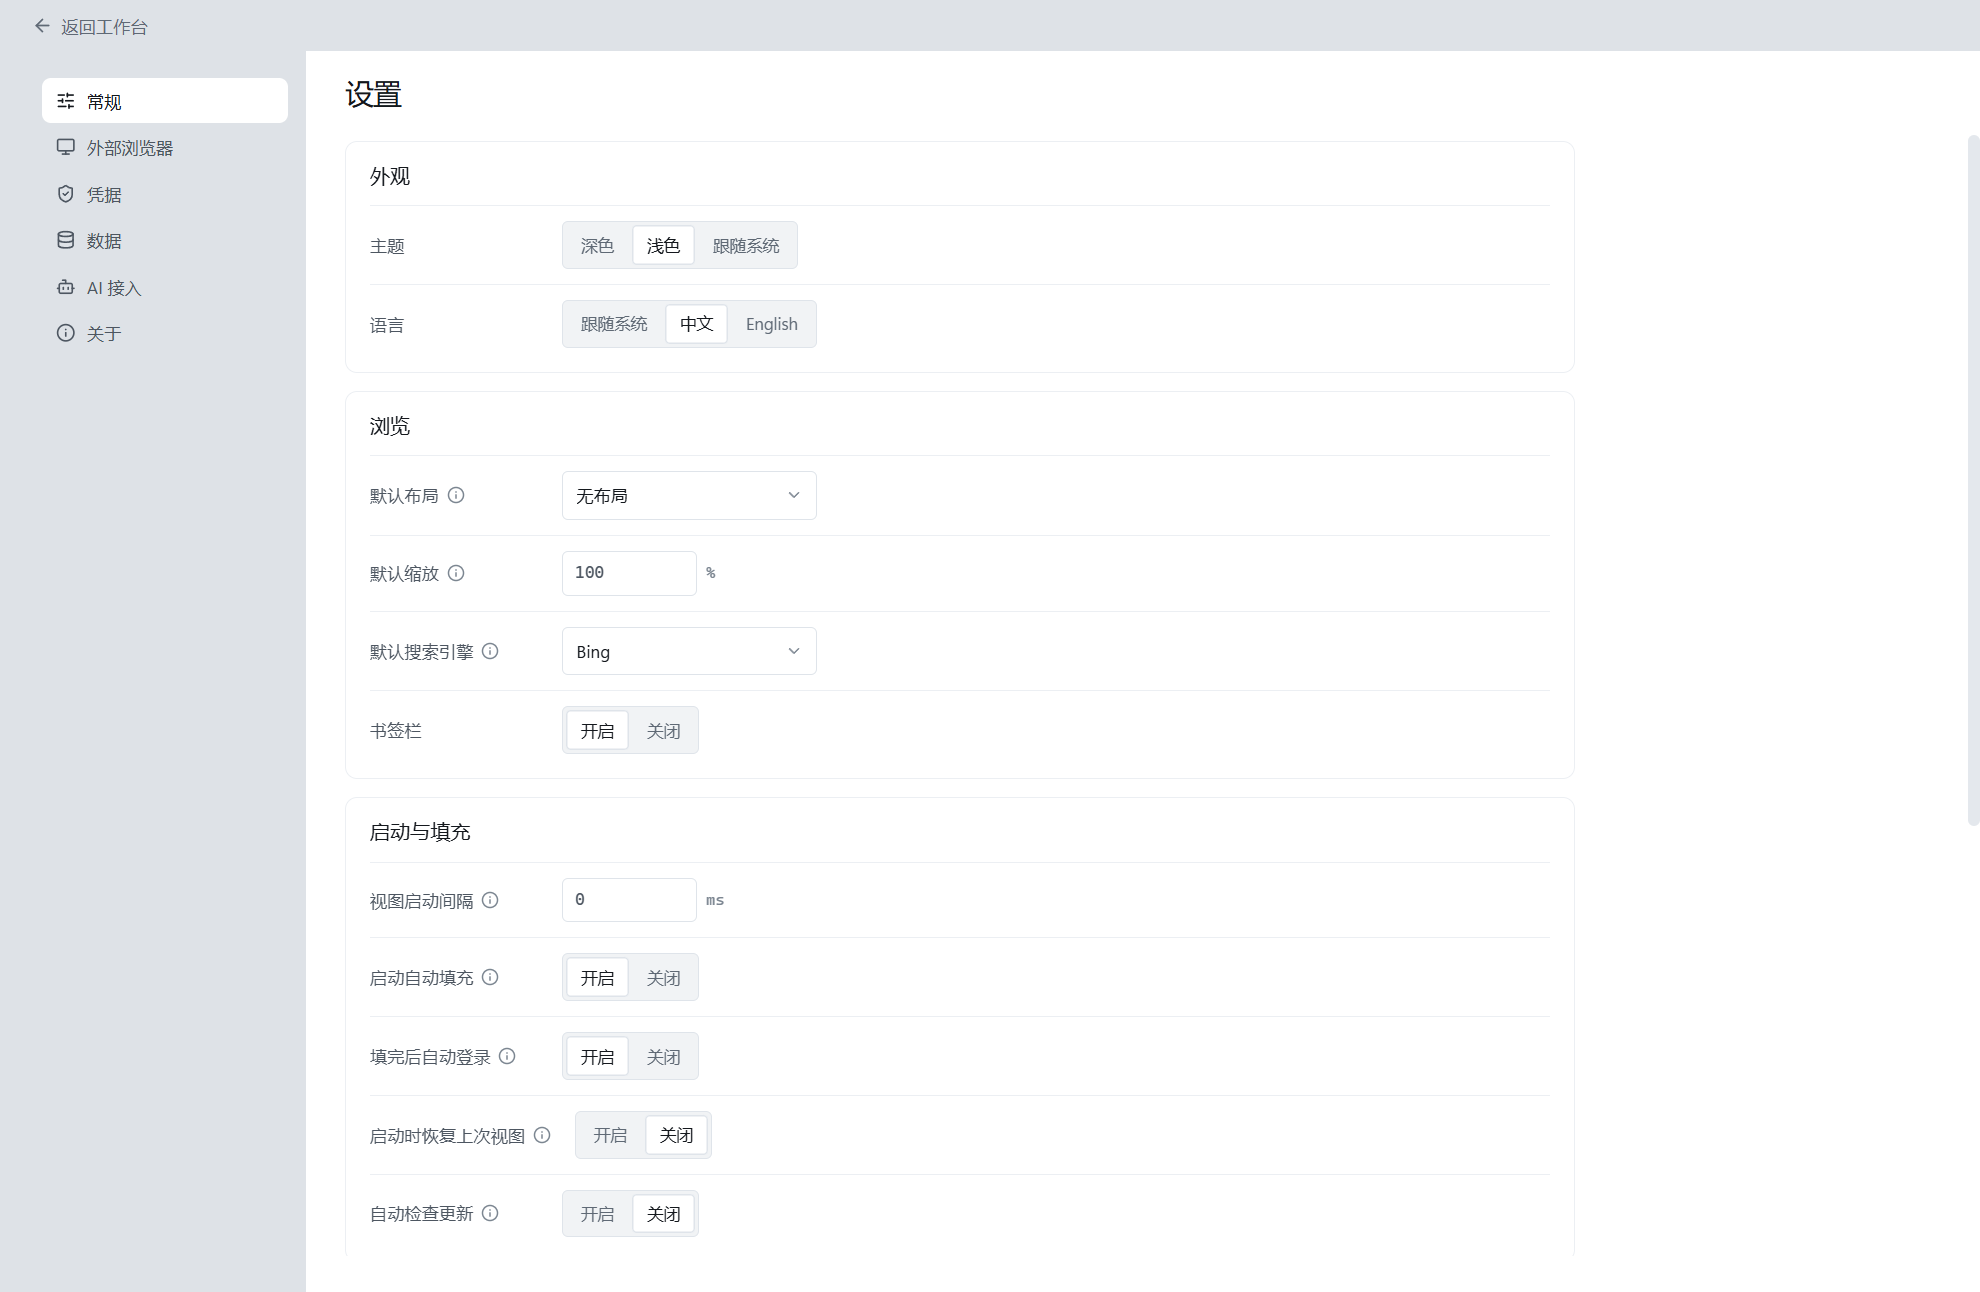 返回工作台
常规
外部浏览器
凭据
数据
AI 接入
关于
设置
外观
主题 深色 浅色 跟随系统
语言 跟随系统 中文 English
浏览
默认布局 无布局
默认缩放 100 %
默认搜索引擎 Bing
书签栏 开启 关闭
启动与填充
视图启动间隔 0 ms
启动自动填充 开启 关闭
填完后自动登录 开启 关闭
启动时恢复上次视图 开启 关闭
自动检查更新 开启 关闭